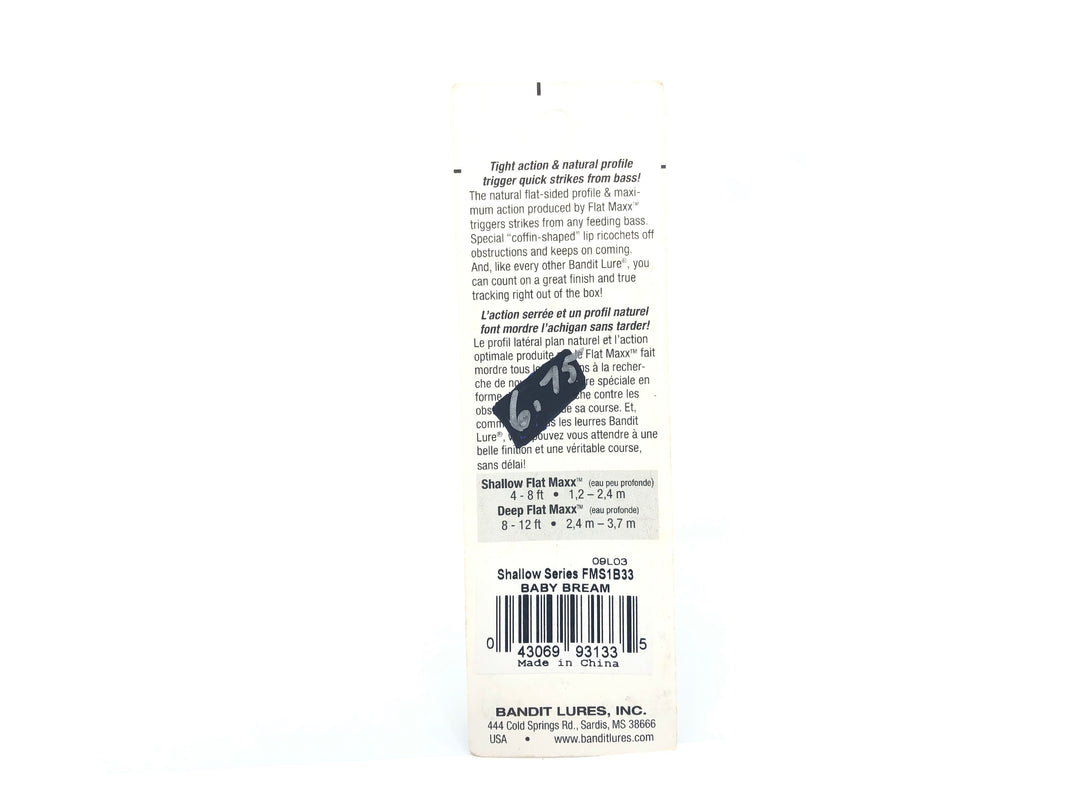 Tight action & natural profile
trigger quick strikes from bass!
The natural flat-sided profile & maxi-
mum action produced by Flat Maxx™
triggers strikes from any feeding bass.
Special “coffin-shaped” lip ricochets off
obstructions and keeps on coming.
And, like every other Bandit Lure®, you
can count on a great finish and true
tracking right out of the box!
L’action serrée et un profil naturel
font mordre l’achigan sans tarder!
Le profil latéral plan naturel et l’action
optimale produite Flat Maxx™ fait
mordre tous à la recher-
che de spéciale en
forme contre les
de sa course. Et,
les leurres Bandit
Lure®, pouvez vous attendre à une
belle finition et une véritable course,
sans délai!
6.75
Shallow Flat Maxx™ (eau peu profonde)
4 - 8 ft • 1,2 – 2,4 m
Deep Flat Maxx™ (eau profonde)
8 - 12 ft • 2,4 m – 3,7 m
09L03
Shallow Series FMS1B33
BABY BREAM
0 43069 93133 5
Made in China
BANDIT LURES, INC.
444 Cold Springs Rd., Sardis, MS 38666
USA • www.banditlures.com